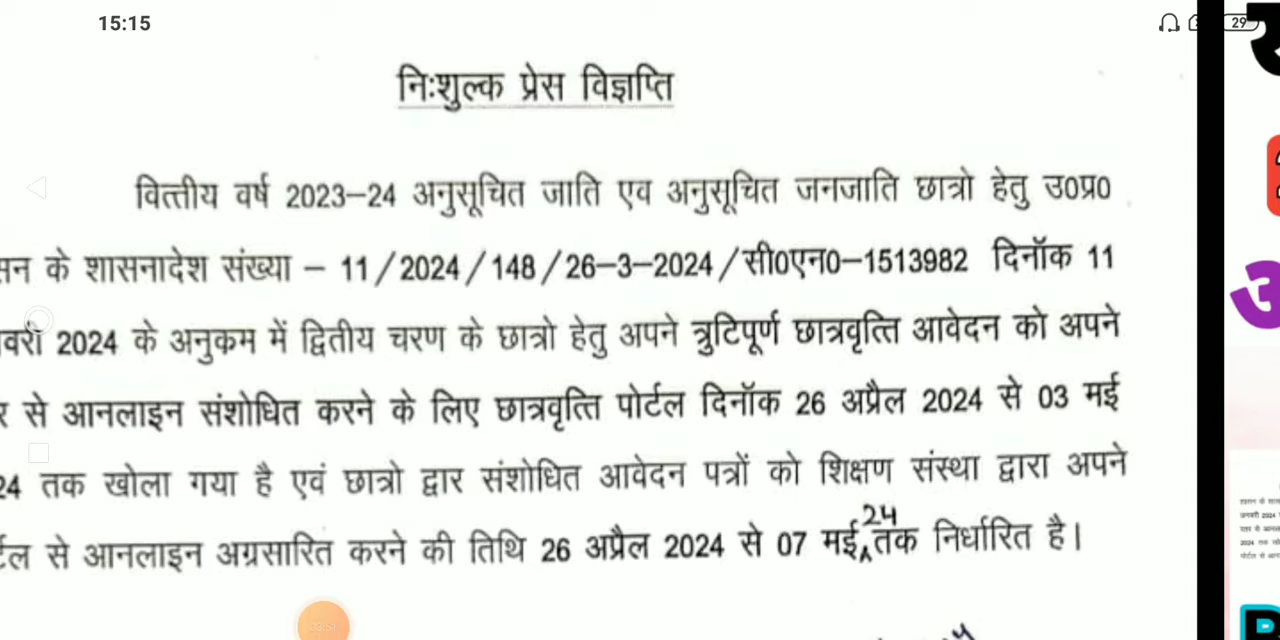 15:15
29
निःशुल्क प्रेस विज्ञप्ति
वित्तीय वर्ष 2023–24 अनुसूचित जाति एव अनुसूचित जनजाति छात्रो हेतु उ0प्र0
सन के शासनादेश संख्या – 11/2024/148/26–3–2024/सी0एन0–1513982 दिनॉक 11
वरी 2024 के अनुकम में द्वितीय चरण के छात्रो हेतु अपने त्रुटिपूर्ण छात्रवृत्ति आवेदन को अपने
र से आनलाइन संशोधित करने के लिए छात्रवृत्ति पोर्टल दिनॉक 26 अप्रैल 2024 से 03 मई
24 तक खोला गया है एवं छात्रो द्वार संशोधित आवेदन पत्रों को शिक्षण संस्था द्वारा अपने
र्टल से आनलाइन अग्रसारित करने की तिथि 26 अप्रैल 2024 से 07 मई 24 तक निर्धारित है।